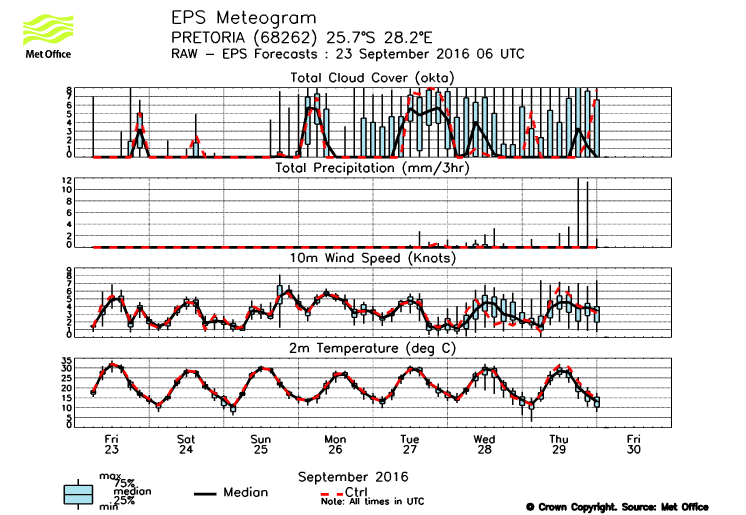 EPS Meteogram
PRETORIA (68262) 25.7°S 28.2°E
RAW – EPS Forecasts : 23 September 2016 06 UTC
Met Office
Total Cloud Cover (okta)
8
7
6
5
4
3
2
1
0
Total Precipitation (mm/3hr)
12
10
8
6
4
2
0
10m Wind Speed (Knots)
9
8
7
6
5
4
3
2
1
0
2m Temperature (deg C)
35
30
25
20
15
10
5
0
Fri Sat Sun Mon Tue Wed Thu Fri
23 24 25 26 27 28 29 30
September 2016
max
75%
median
25%
min
Median
Ctrl
Note: All times in UTC
© Crown Copyright. Source: Met Office